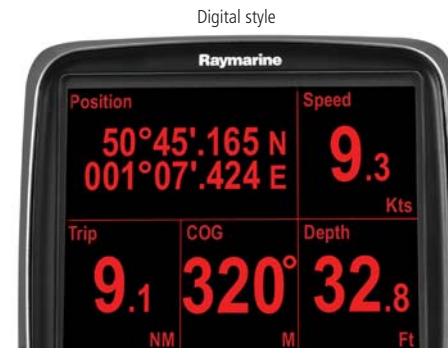 Digital style
Raymarine
Position
50°45'.165 N
001°07'.424 E
Speed
9.3
Kts
Trip
9.1
NM
COG
320°
M
Depth
32.8
Ft